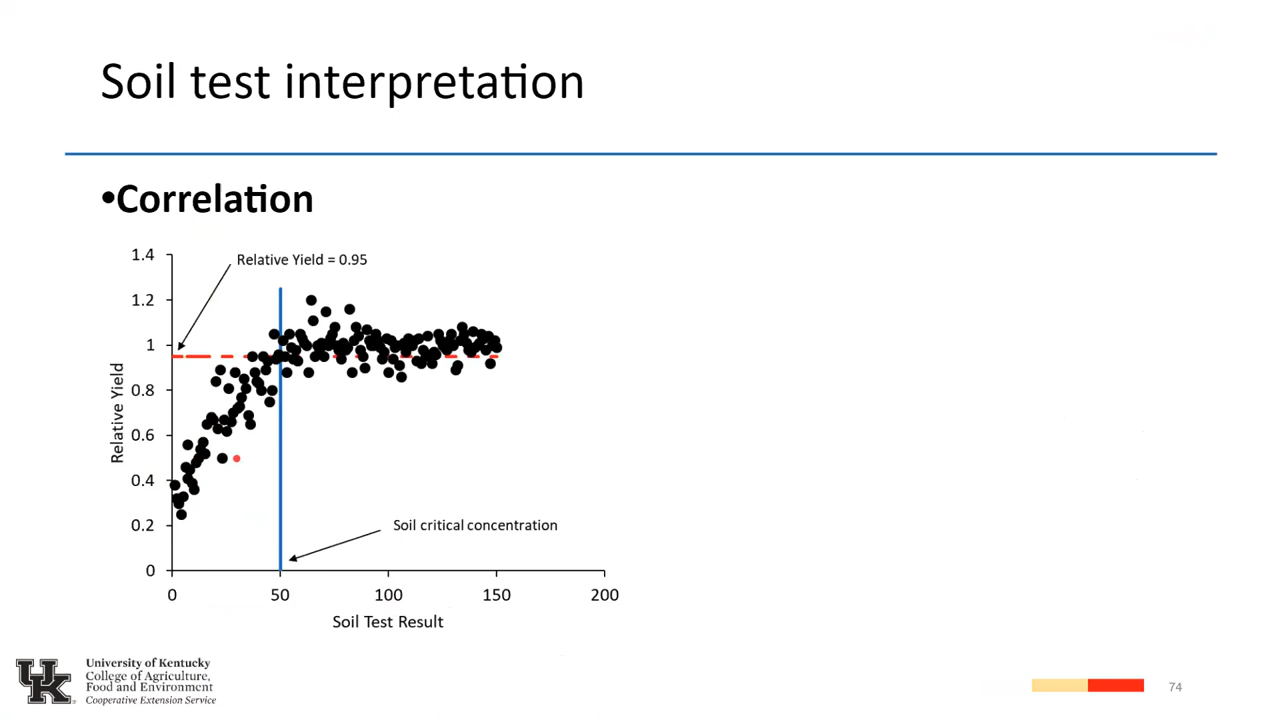 Soil test interpretation
•Correlation
Relative Yield = 0.95
1.4
1.2
1
0.8
0.6
0.4
0.2
0
Relative Yield
Soil critical concentration
0 50 100 150 200
Soil Test Result
UK
University of Kentucky
College of Agriculture,
Food and Environment
Cooperative Extension Service
74